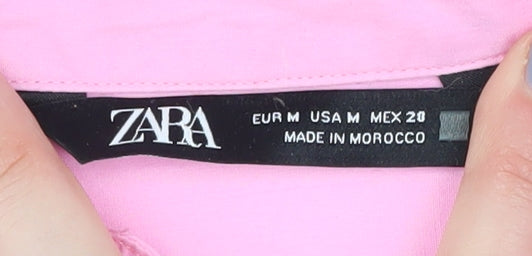 ZARA
EUR M USA M MEX 28
MADE IN MOROCCO